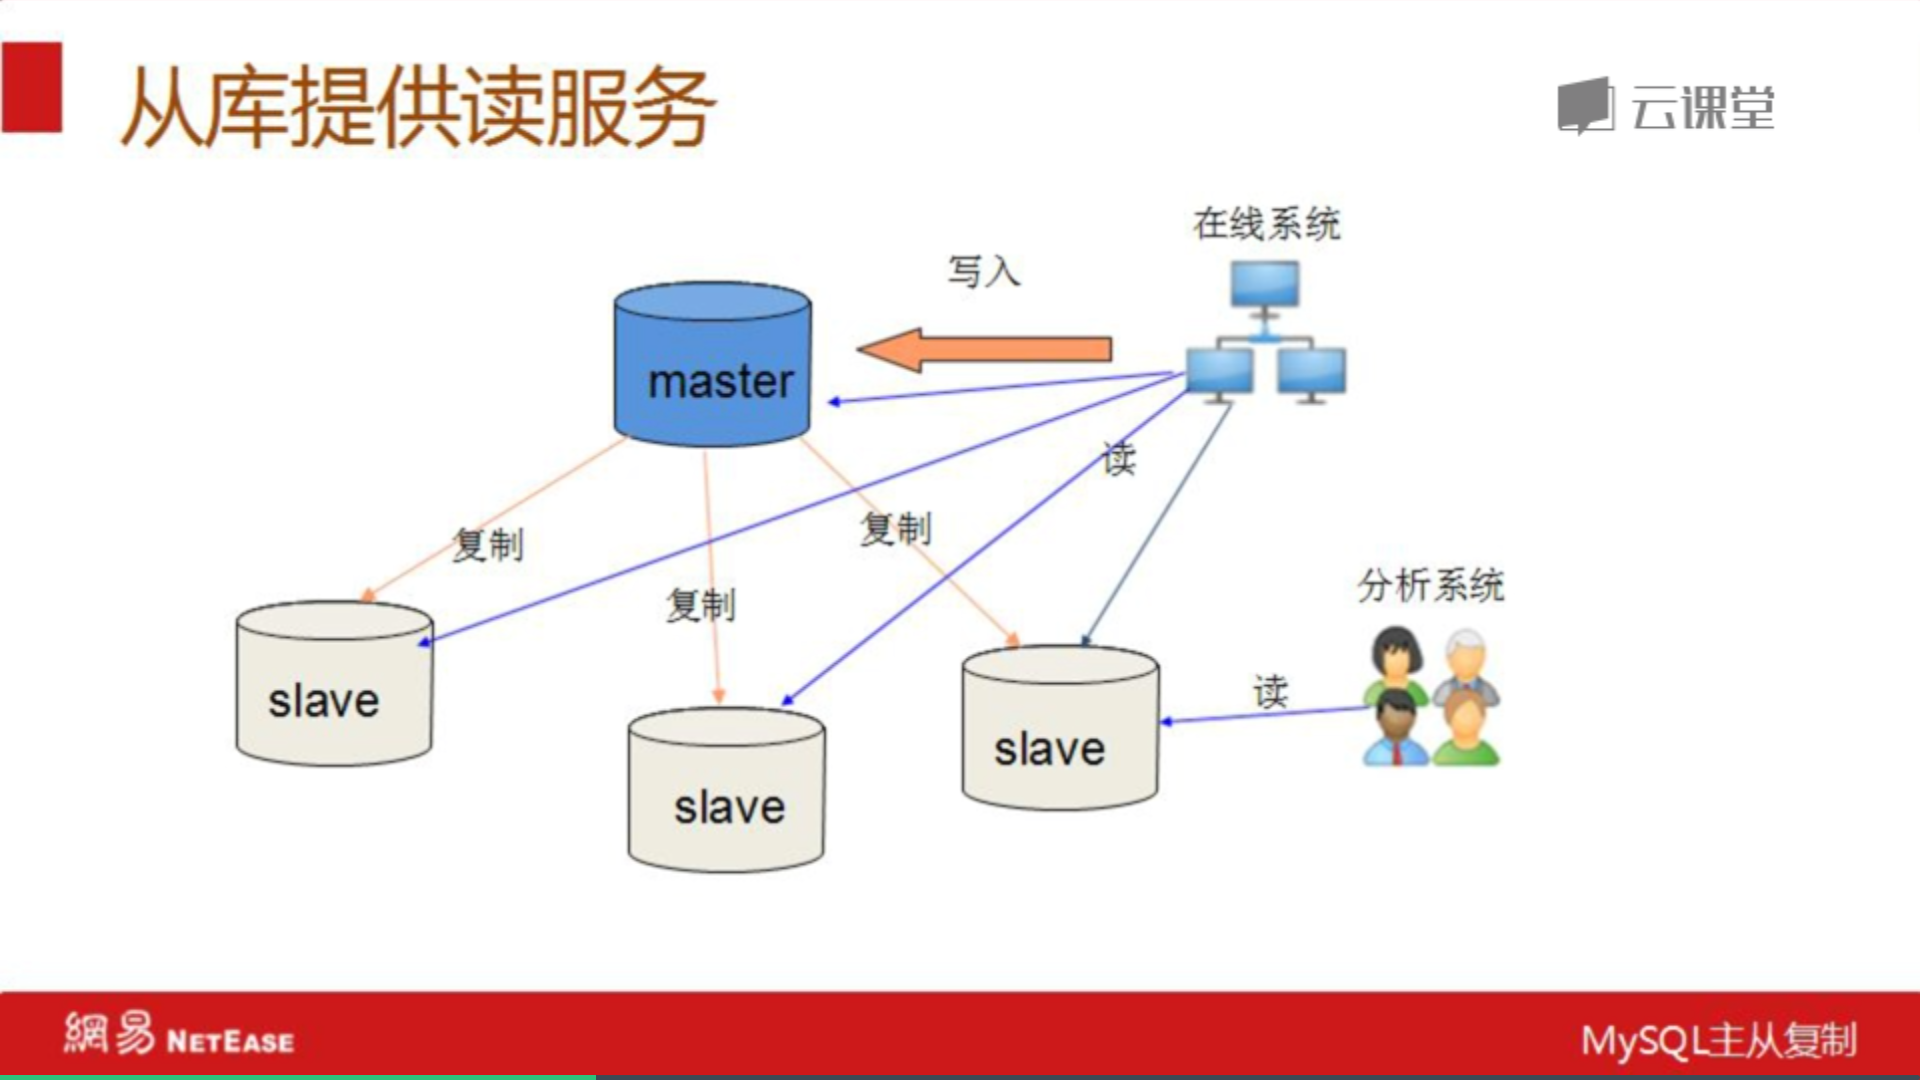 从库提供读服务
云课堂
在线系统
写入
master
读
复制
复制
复制
分析系统
读
slave
slave
slave
網易 NETEASE
MySQL主从复制